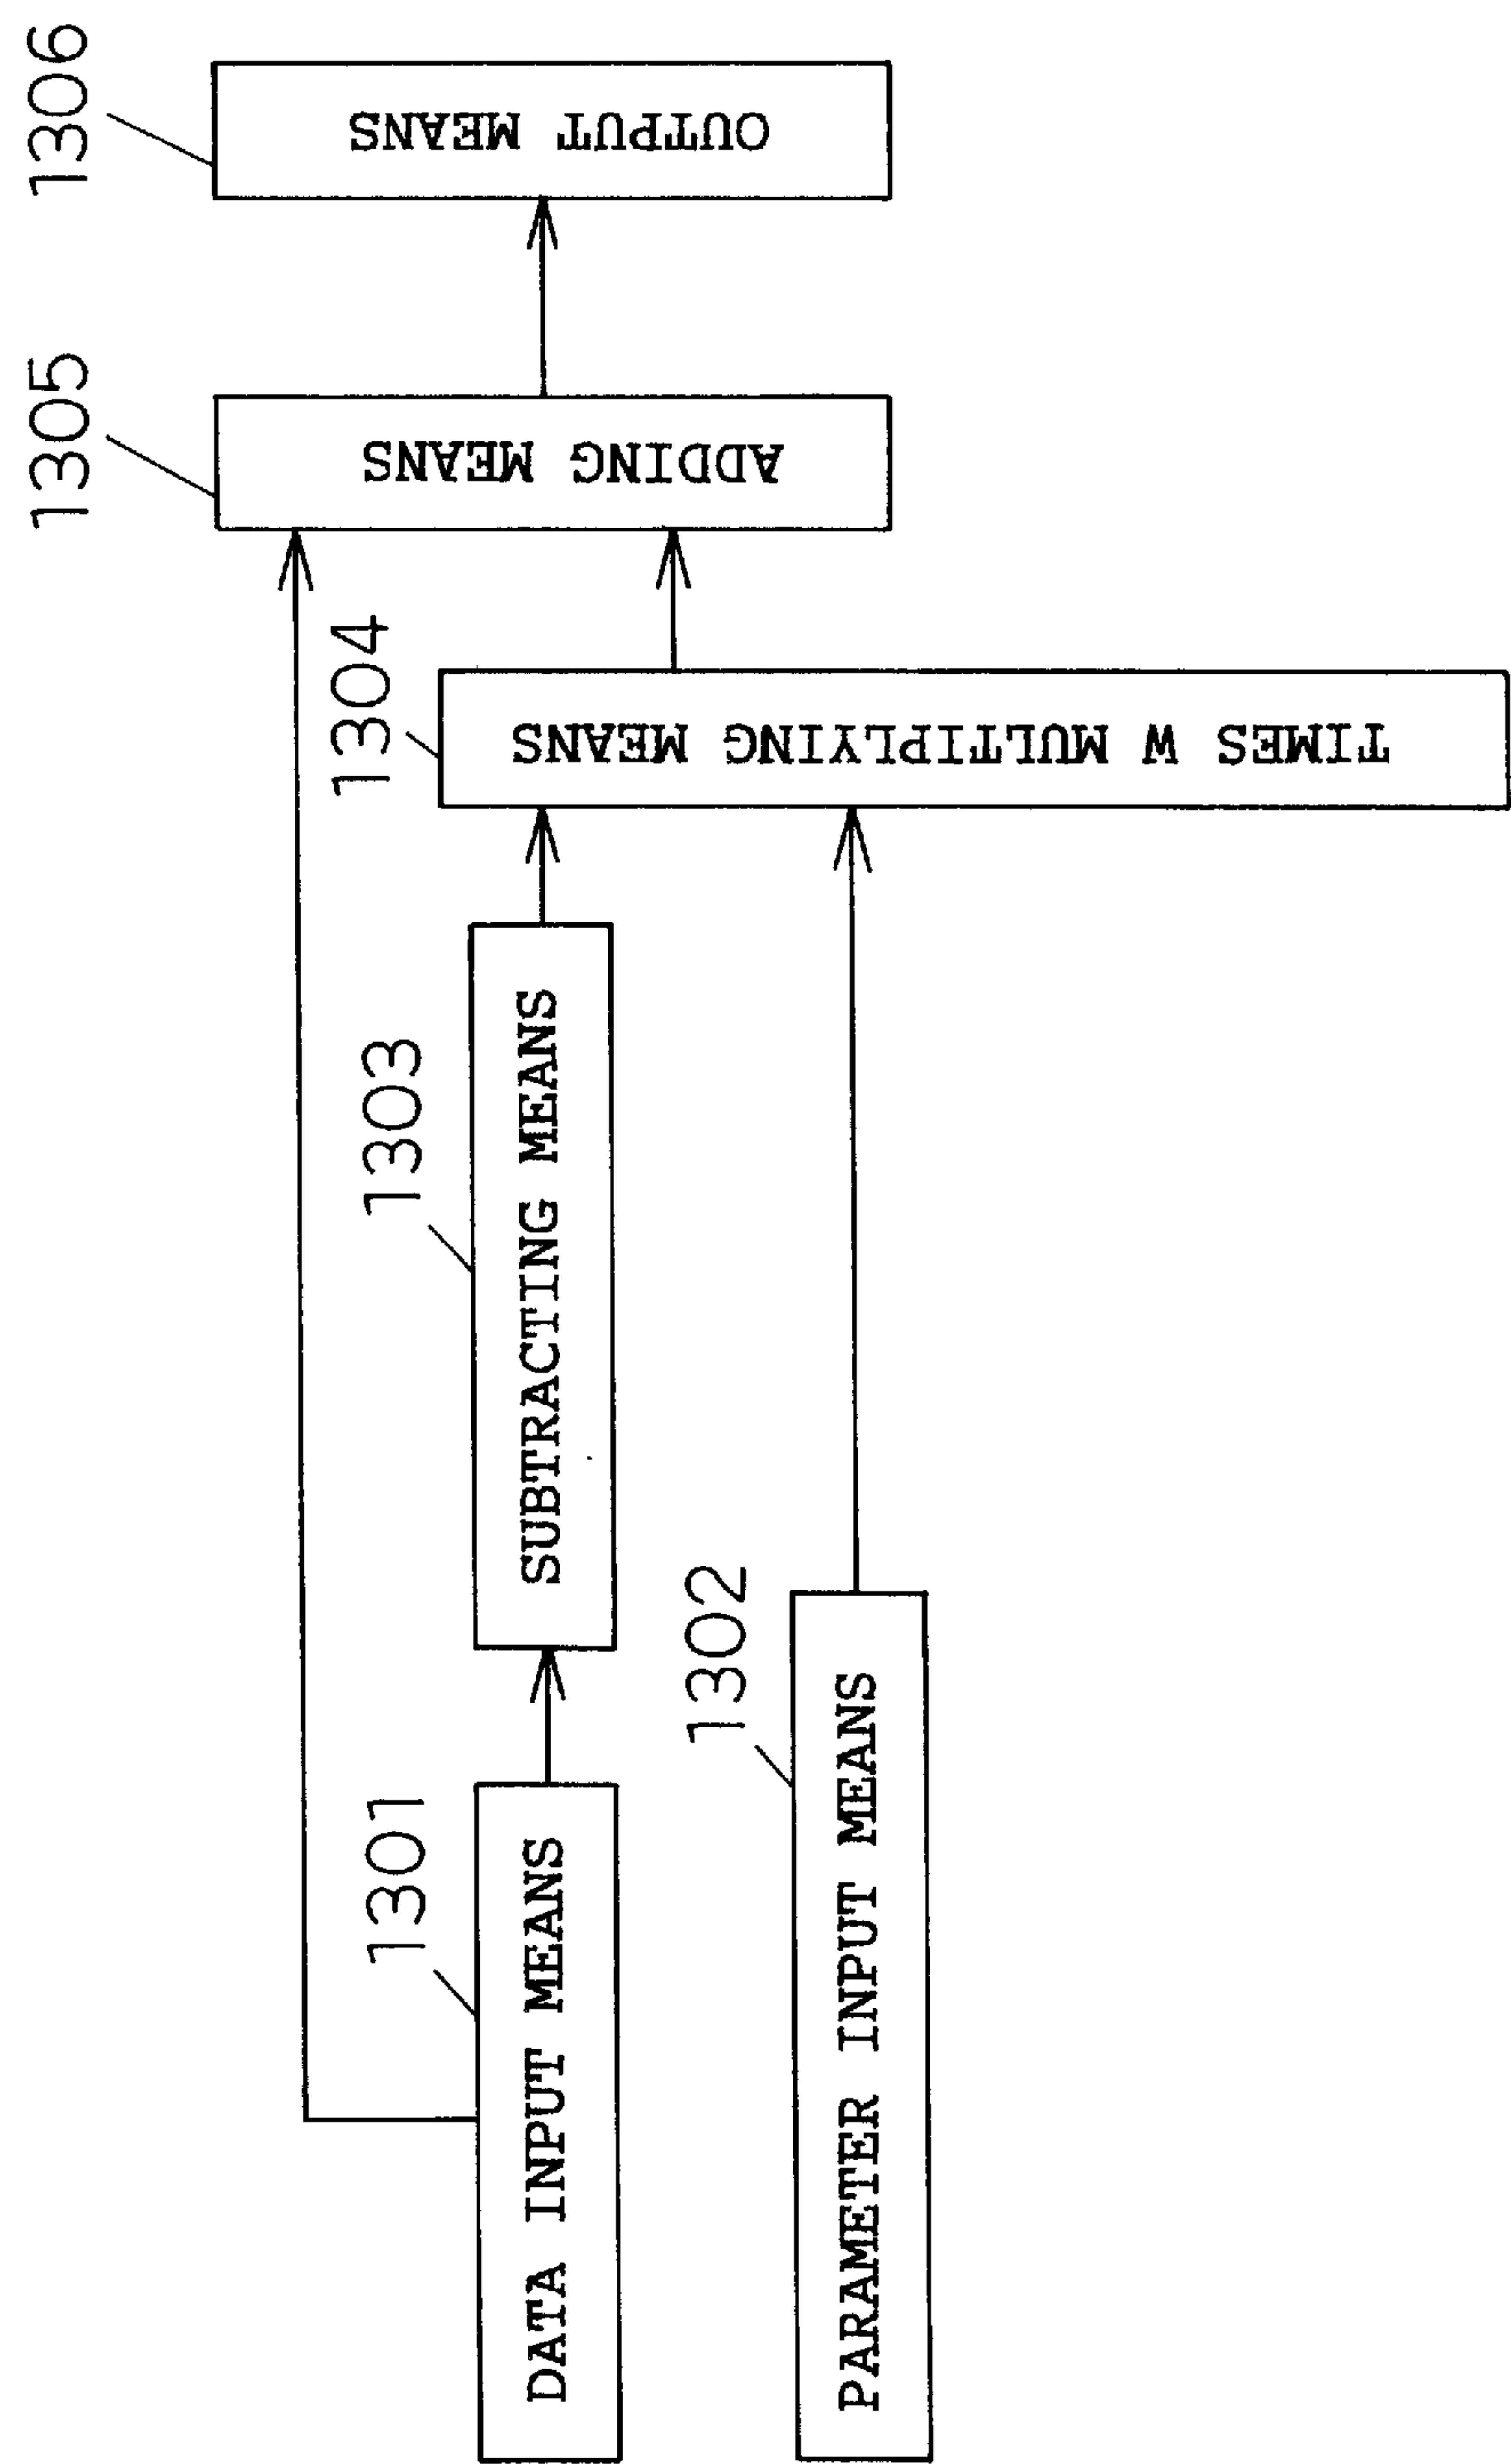 1301
DATA INPUT MEANS
1302
PARAMETER INPUT MEANS
1303
SUBTRACTING MEANS
1304
TIMES W MULTIPLYING MEANS
1305
ADDING MEANS
1306
OUTPUT MEANS